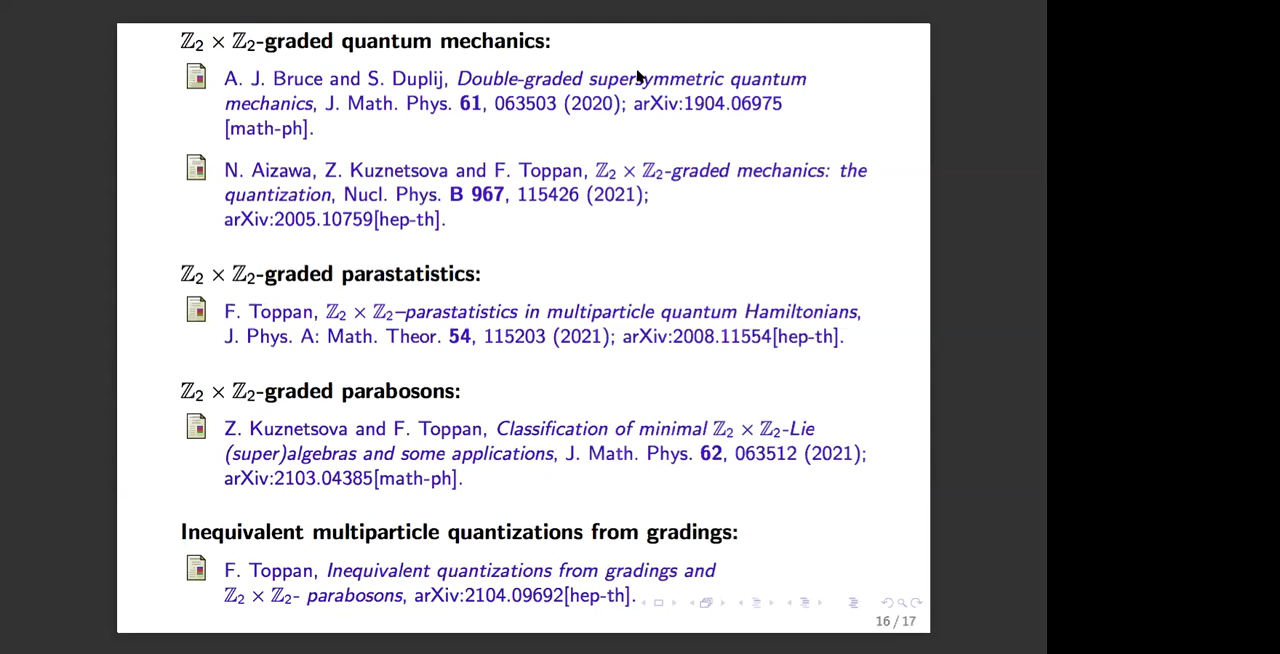 ℤ₂ × ℤ₂-graded quantum mechanics:
A. J. Bruce and S. Duplij, Double-graded supersymmetric quantum
mechanics, J. Math. Phys. 61, 063503 (2020); arXiv:1904.06975
[math-ph].
N. Aizawa, Z. Kuznetsova and F. Toppan, ℤ₂ × ℤ₂-graded mechanics: the
quantization, Nucl. Phys. B 967, 115426 (2021);
arXiv:2005.10759[hep-th].
ℤ₂ × ℤ₂-graded parastatistics:
F. Toppan, ℤ₂ × ℤ₂–parastatistics in multiparticle quantum Hamiltonians,
J. Phys. A: Math. Theor. 54, 115203 (2021); arXiv:2008.11554[hep-th].
ℤ₂ × ℤ₂-graded parabosons:
Z. Kuznetsova and F. Toppan, Classification of minimal ℤ₂ × ℤ₂-Lie
(super)algebras and some applications, J. Math. Phys. 62, 063512 (2021);
arXiv:2103.04385[math-ph].
Inequivalent multiparticle quantizations from gradings:
F. Toppan, Inequivalent quantizations from gradings and
ℤ₂ × ℤ₂- parabosons, arXiv:2104.09692[hep-th].
16 / 17